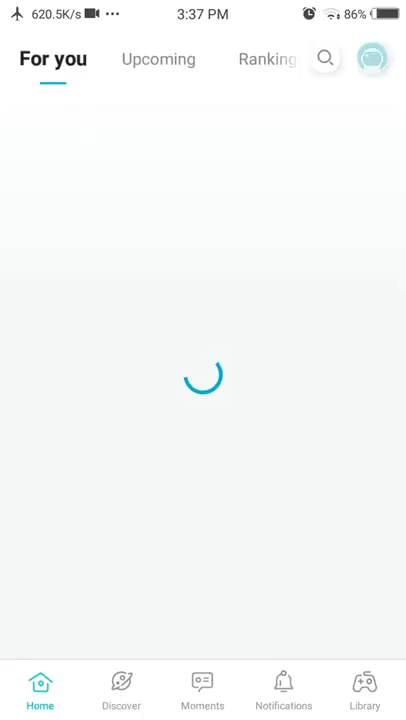 620.5K/s ... 3:37 PM 86%
For you Upcoming Ranking
Home Discover Moments Notifications Library